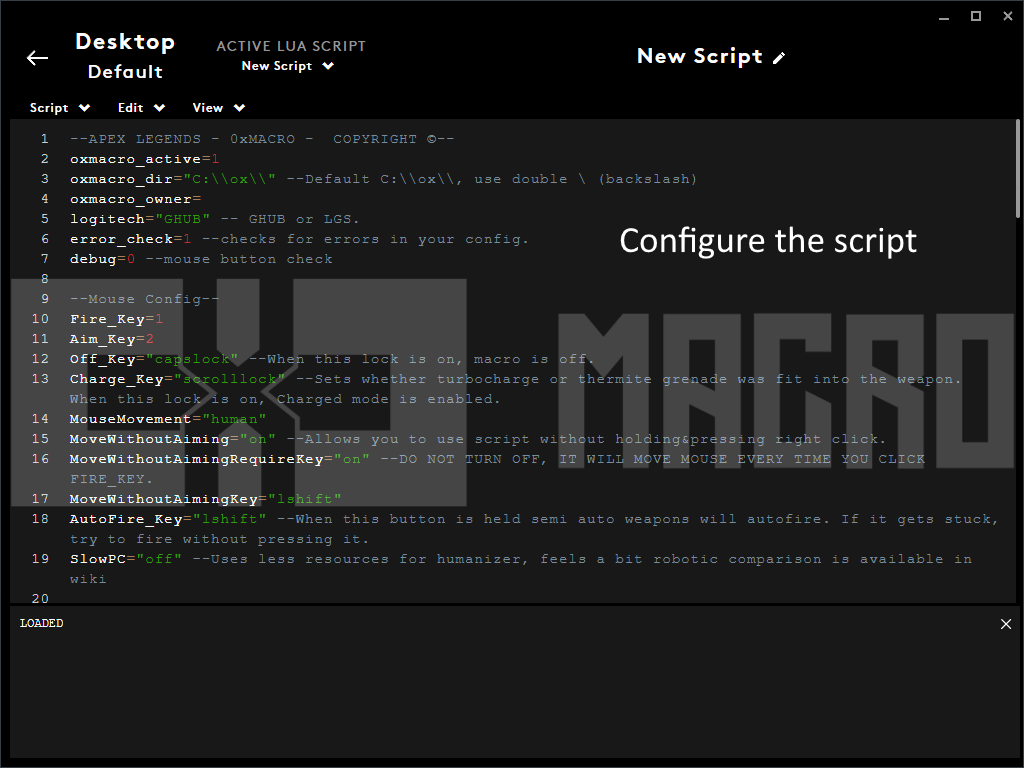 Desktop
Default
ACTIVE LUA SCRIPT
New Script
New Script
Script Edit View
1 --APEX LEGENDS - 0xMACRO -  COPYRIGHT ©--
2 oxmacro_active=1
3 oxmacro_dir="C:\\ox\\" --Default C:\\ox\\, use double \ (backslash)
4 oxmacro_owner=
5 logitech="GHUB" -- GHUB or LGS.
6 error_check=1 --checks for errors in your config.
7 debug=0 --mouse button check
Configure the script
8
9 --Mouse Config--
10 Fire_Key=1
11 Aim_Key=2
12 Off_Key="capslock" --When this lock is on, macro is off.
13 Charge_Key="scrolllock" --Sets whether turbocharge or thermite grenade was fit into the weapon.
When this lock is on, Charged mode is enabled.
14 MouseMovement="human"
15 MoveWithoutAiming="on" --Allows you to use script without holding&pressing right click.
16 MoveWithoutAimingRequireKey="on" --DO NOT TURN OFF, IT WILL MOVE MOUSE EVERY TIME YOU CLICK
FIRE_KEY.
17 MoveWithoutAimingKey="lshift"
18 AutoFire_Key="lshift" --When this button is held semi auto weapons will autofire. If it gets stuck,
try to fire without pressing it.
19 SlowPC="off" --Uses less resources for humanizer, feels a bit robotic comparison is available in
wiki
20
0X MACRO
LOADED